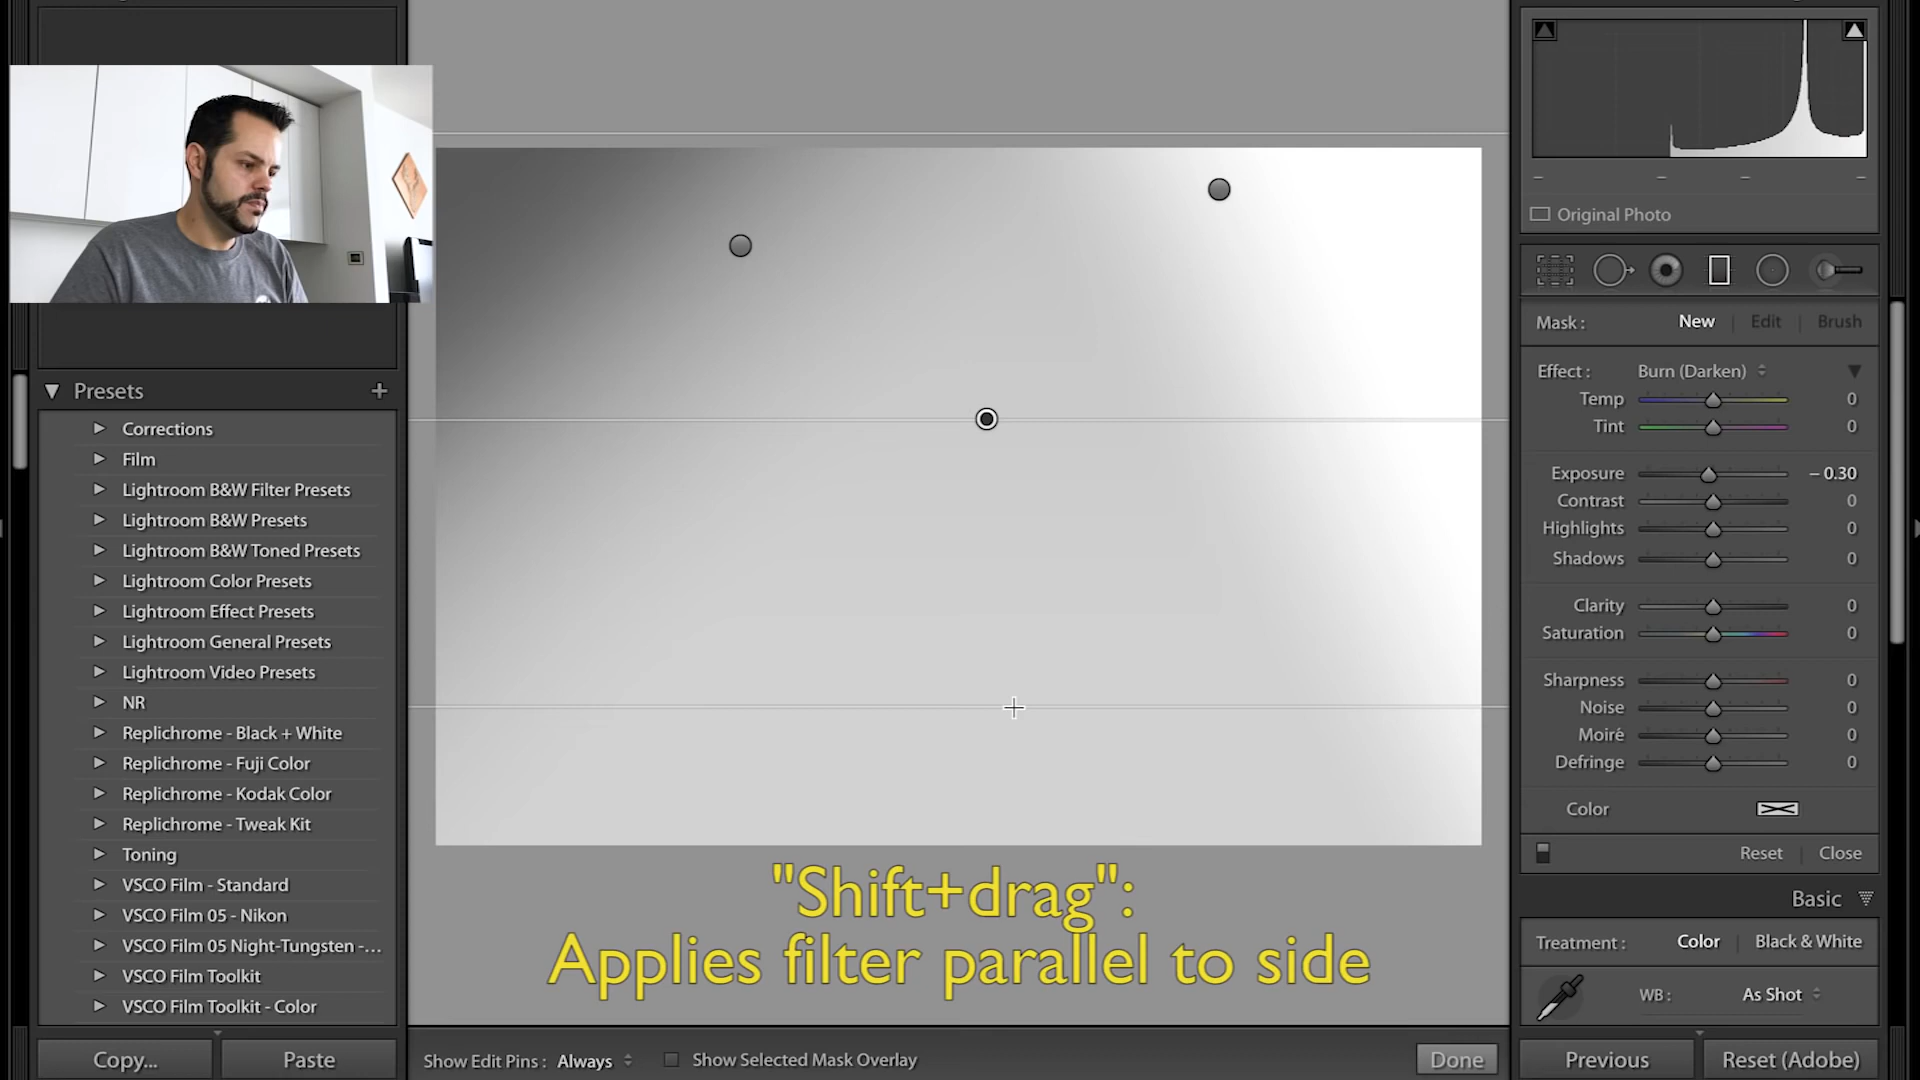 Presets
+
Corrections
Film
Lightroom B&W Filter Presets
Lightroom B&W Presets
Lightroom B&W Toned Presets
Lightroom Color Presets
Lightroom Effect Presets
Lightroom General Presets
Lightroom Video Presets
NR
Replichrome - Black + White
Replichrome - Fuji Color
Replichrome - Kodak Color
Replichrome - Tweak Kit
Toning
VSCO Film - Standard
VSCO Film 05 - Nikon
VSCO Film 05 Night-Tungsten -...
VSCO Film Toolkit
VSCO Film Toolkit - Color
Copy...
Paste
"Shift+drag":
Applies filter parallel to side
Show Edit Pins : Always
Show Selected Mask Overlay
Done
Original Photo
Mask : New | Edit | Brush
Effect : Burn (Darken)
Temp 0
Tint 0
Exposure – 0.30
Contrast 0
Highlights 0
Shadows 0
Clarity 0
Saturation 0
Sharpness 0
Noise 0
Moiré 0
Defringe 0
Color
Reset | Close
Basic
Treatment : Color | Black & White
WB : As Shot
Previous
Reset (Adobe)